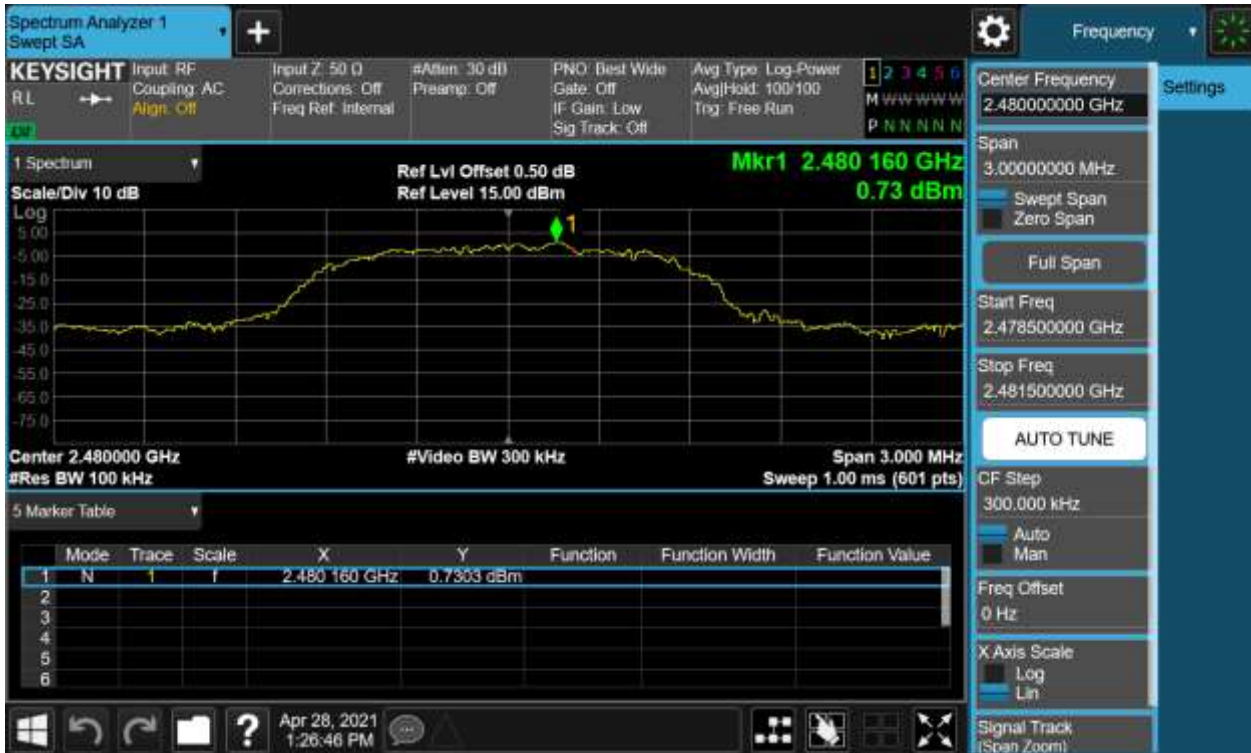 Spectrum Analyzer 1
Swept SA
+
Frequency
KEYSIGHT
RL
Input: RF
Coupling: AC
Align: Off
Input Z: 50 Ω
Corrections: Off
Freq Ref: Internal
#Atten: 30 dB
Preamp: Off
PNO: Best Wide
Gate: Off
IF Gain: Low
Sig Track: Off
Avg Type: Log-Power
Avg|Hold: 100/100
Trig: Free Run
1 2 3 4 5 6
M W W W W W
P N N N N N
1 Spectrum
Scale/Div 10 dB
Ref Lvl Offset 0.50 dB
Ref Level 15.00 dBm
Mkr1 2.480 160 GHz
0.73 dBm
Log
5.00
-5.00
-15.0
-25.0
-35.0
-45.0
-55.0
-65.0
-75.0
1
Center 2.480000 GHz
#Res BW 100 kHz
#Video BW 300 kHz
Span 3.000 MHz
Sweep 1.00 ms (601 pts)
5 Marker Table
Mode Trace Scale X Y Function Function Width Function Value
1 N 1 f 2.480 160 GHz 0.7303 dBm
2
3
4
5
6
?
Apr 28, 2021
1:26:46 PM
Center Frequency
2.480000000 GHz
Settings
Span
3.00000000 MHz
Swept Span
Zero Span
Full Span
Start Freq
2.478500000 GHz
Stop Freq
2.481500000 GHz
AUTO TUNE
CF Step
300.000 kHz
Auto
Man
Freq Offset
0 Hz
X Axis Scale
Log
Lin
Signal Track
(Span Zoom)